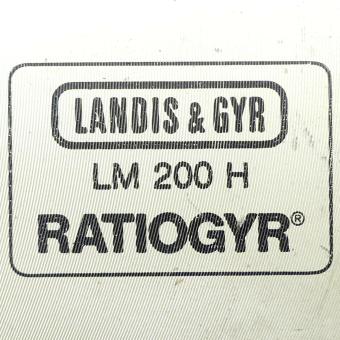 LANDIS & GYR
LM 200 H
RATIOGYR®